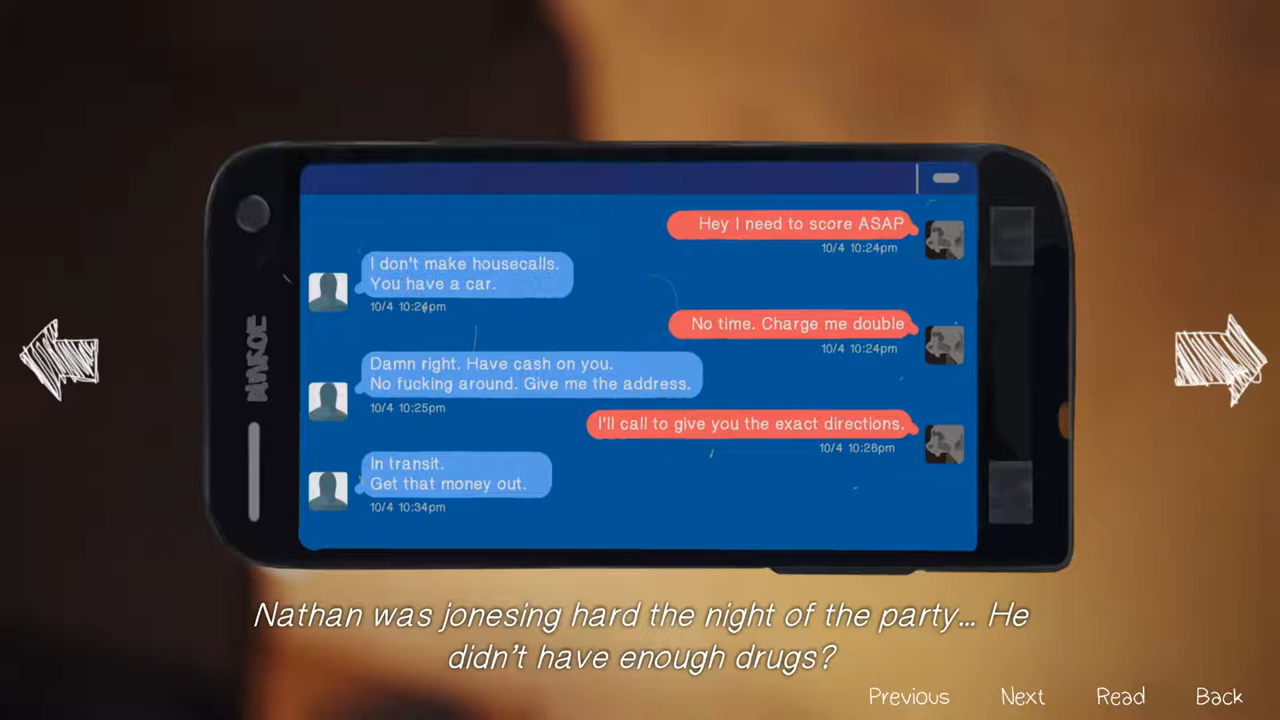 Hey I need to score ASAP
10/4 10:24pm
I don't make housecalls.
You have a car.
10/4 10:24pm
No time. Charge me double
10/4 10:24pm
Damn right. Have cash on you.
No fucking around. Give me the address.
10/4 10:25pm
I'll call to give you the exact directions.
10/4 10:26pm
In transit.
Get that money out.
10/4 10:34pm
Nathan was jonesing hard the night of the party... He
didn't have enough drugs?
Previous Next Read Back